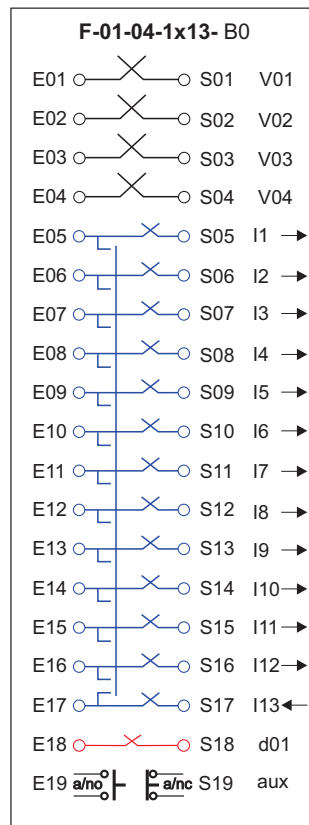 F-01-04-1x13- B0
E01 S01 V01
E02 S02 V02
E03 S03 V03
E04 S04 V04
E05 S05 I1
E06 S06 I2
E07 S07 I3
E08 S08 I4
E09 S09 I5
E10 S10 I6
E11 S11 I7
E12 S12 I8
E13 S13 I9
E14 S14 I10
E15 S15 I11
E16 S16 I12
E17 S17 I13
E18 S18 d01
E19 a/no a/nc S19 aux